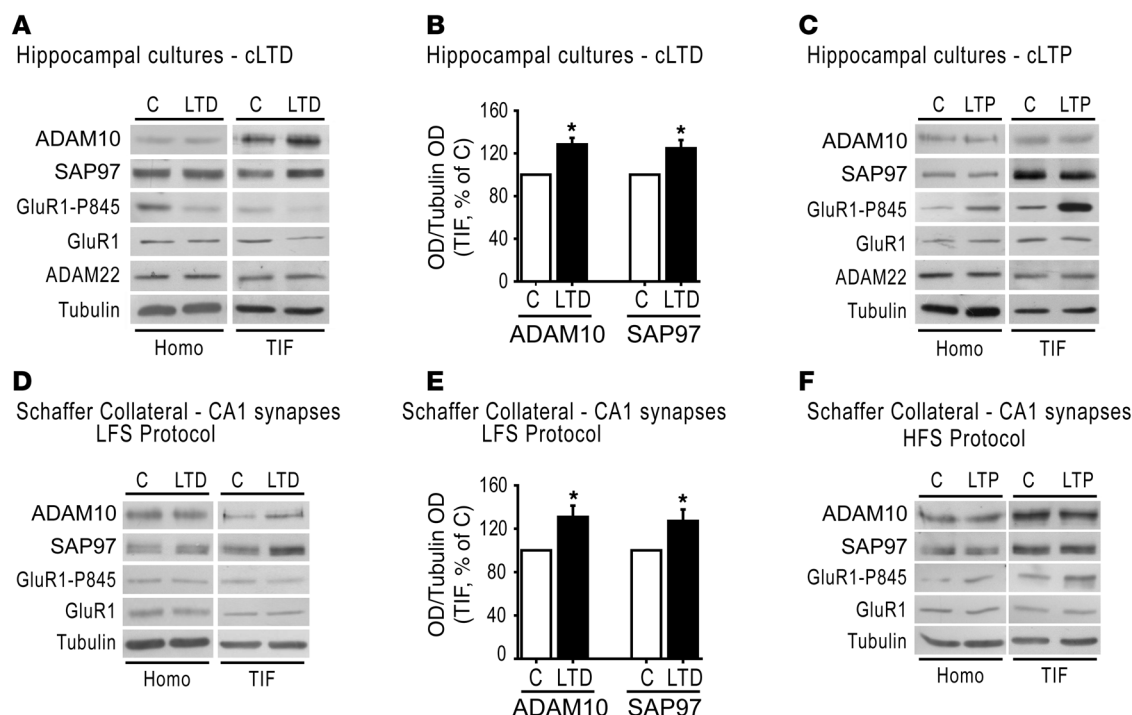 A
Hippocampal cultures - cLTD
C LTD C LTD
ADAM10
SAP97
GluR1-P845
GluR1
ADAM22
Tubulin
Homo TIF
B
Hippocampal cultures - cLTD
OD/Tubulin OD
(TIF, % of C)
160
120
80
40
0
* *
C LTD C LTD
ADAM10 SAP97
C
Hippocampal cultures - cLTP
C LTP C LTP
ADAM10
SAP97
GluR1-P845
GluR1
ADAM22
Tubulin
Homo TIF
D
Schaffer Collateral - CA1 synapses
LFS Protocol
C LTD C LTD
ADAM10
SAP97
GluR1-P845
GluR1
Tubulin
Homo TIF
E
Schaffer Collateral - CA1 synapses
LFS Protocol
OD/Tubulin OD
(TIF, % of C)
160
120
80
40
0
* *
C LTD C LTD
ADAM10 SAP97
F
Schaffer Collateral - CA1 synapses
HFS Protocol
C LTP C LTP
ADAM10
SAP97
GluR1-P845
GluR1
Tubulin
Homo TIF